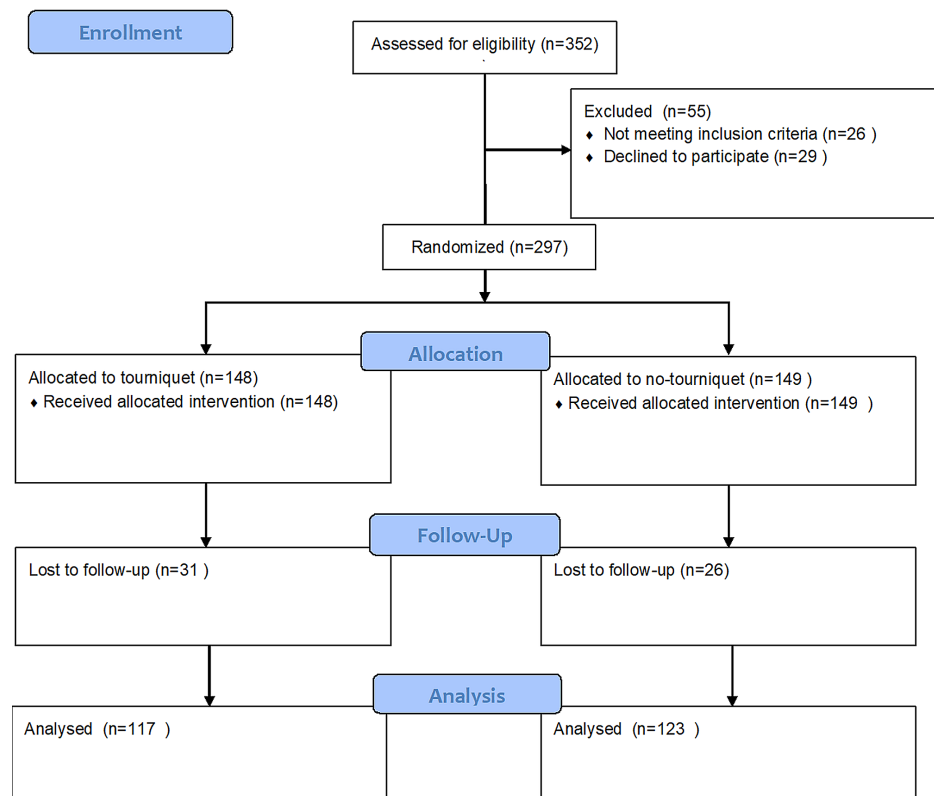 Enrollment
Assessed for eligibility (n=352)
Excluded (n=55)
♦ Not meeting inclusion criteria (n=26 )
♦ Declined to participate (n=29 )
Randomized (n=297)
Allocation
Allocated to tourniquet (n=148)
♦ Received allocated intervention (n=148)
Allocated to no-tourniquet (n=149 )
♦ Received allocated intervention (n=149 )
Follow-Up
Lost to follow-up (n=31 )
Lost to follow-up (n=26)
Analysis
Analysed (n=117 )
Analysed (n=123 )